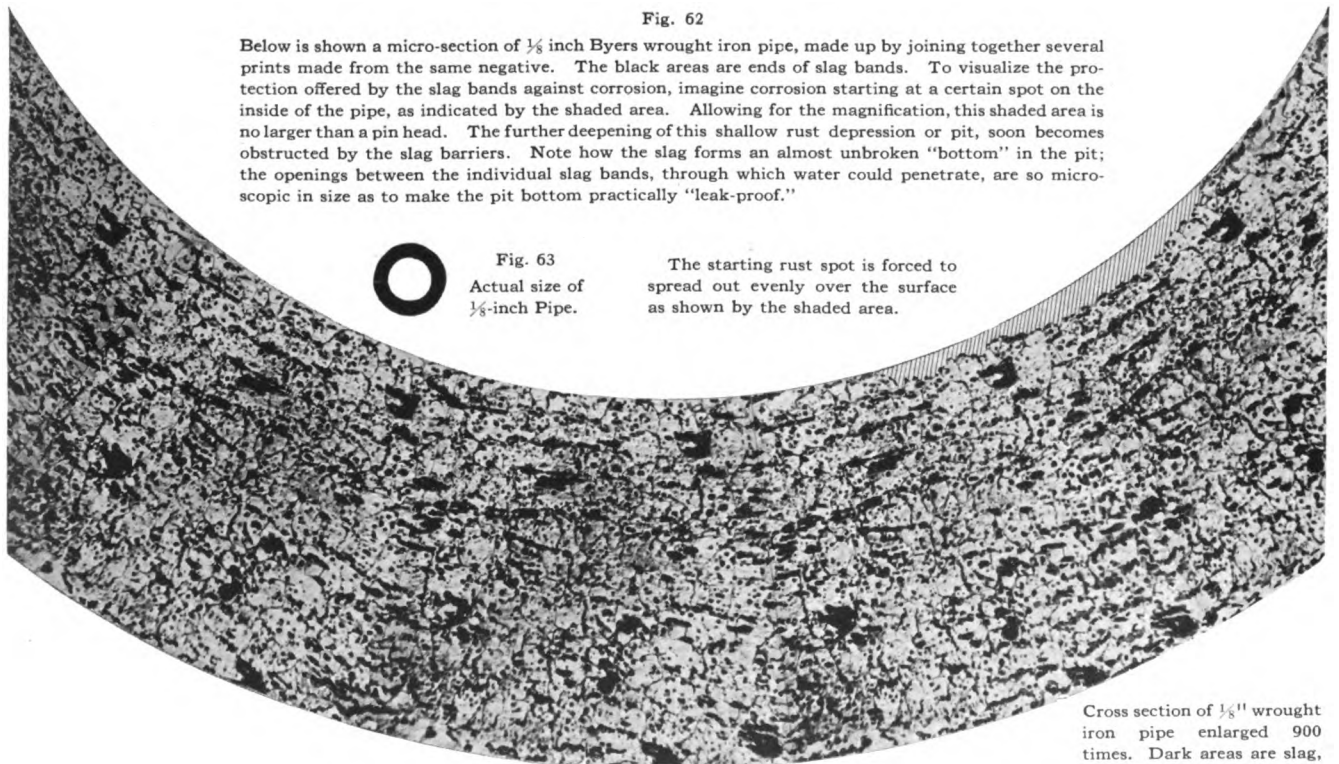 Fig. 62
Below is shown a micro-section of ⅛ inch Byers wrought iron pipe, made up by joining together several
prints made from the same negative. The black areas are ends of slag bands. To visualize the pro-
tection offered by the slag bands against corrosion, imagine corrosion starting at a certain spot on the
inside of the pipe, as indicated by the shaded area. Allowing for the magnification, this shaded area is
no larger than a pin head. The further deepening of this shallow rust depression or pit, soon becomes
obstructed by the slag barriers. Note how the slag forms an almost unbroken “bottom” in the pit;
the openings between the individual slag bands, through which water could penetrate, are so micro-
scopic in size as to make the pit bottom practically “leak-proof.”
Fig. 63
Actual size of
⅛-inch Pipe.
The starting rust spot is forced to
spread out evenly over the surface
as shown by the shaded area.
Cross section of ⅛" wrought
iron pipe enlarged 900
times. Dark areas are slag,